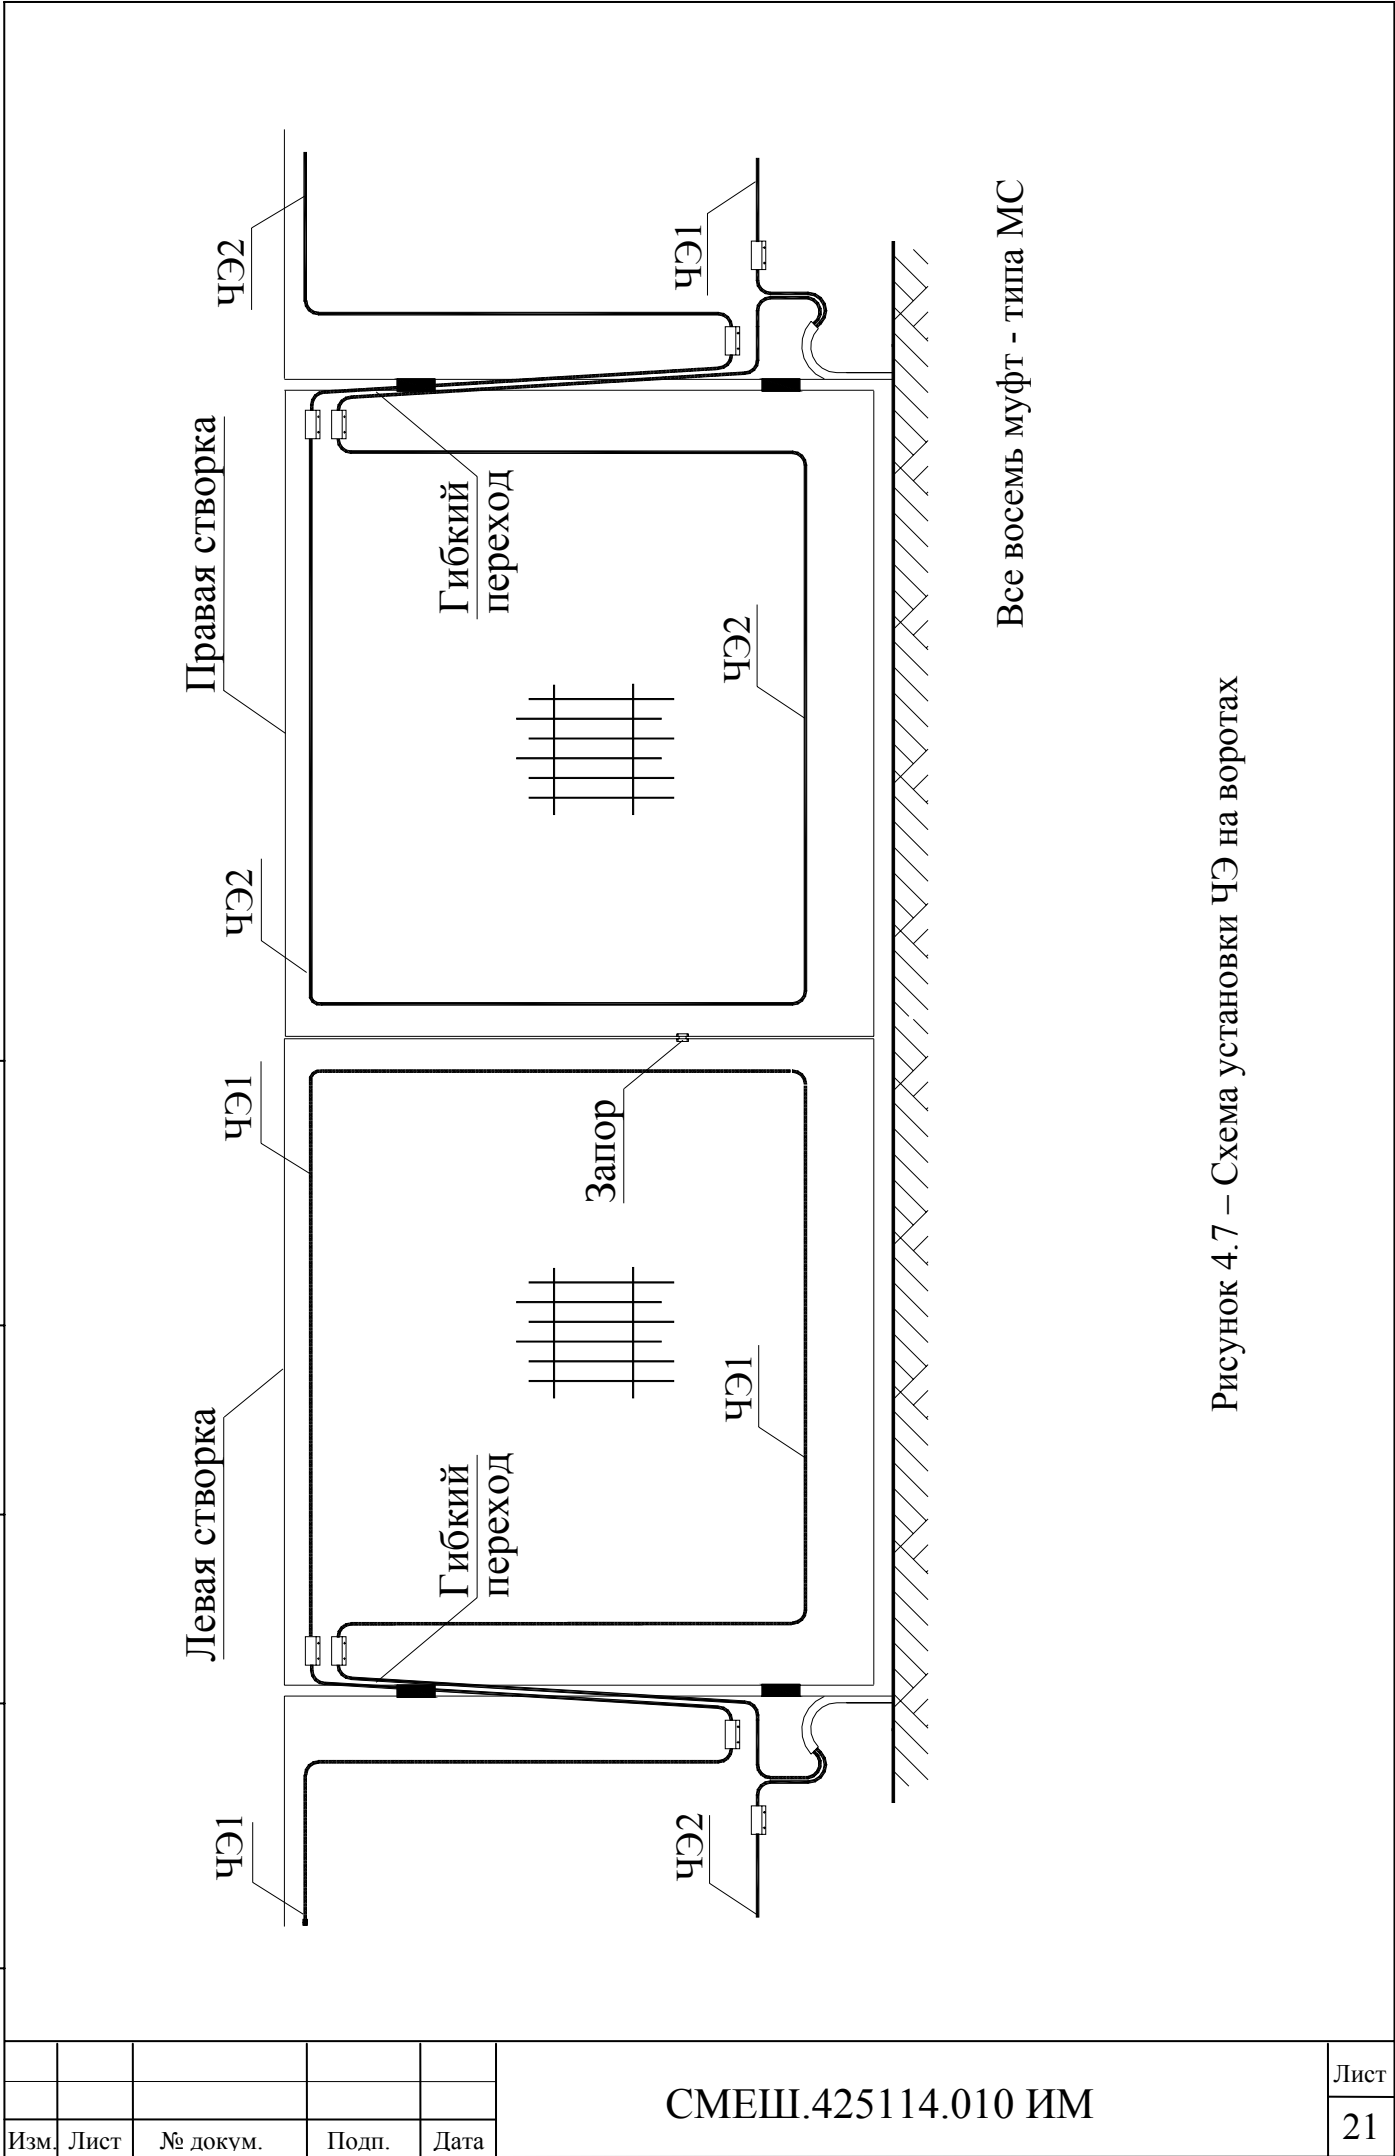 Левая створка
Правая створка
ЧЭ1
ЧЭ1
ЧЭ2
ЧЭ2
Гибкий
переход
Запор
Гибкий
переход
ЧЭ2
ЧЭ1
ЧЭ1
ЧЭ2
Все восемь муфт - типа МС
Рисунок 4.7 – Схема установки ЧЭ на воротах
СМЕШ.425114.010 ИМ
Лист
21
Изм. Лист № докум. Подп. Дата